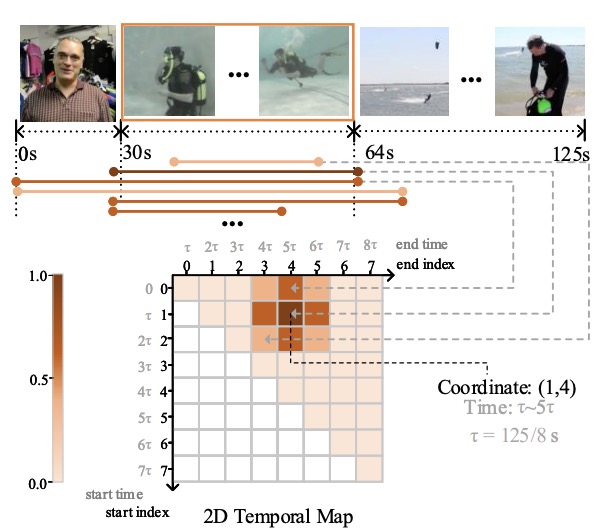 0s 30s 64s 125s
τ 2τ 3τ 4τ 5τ 6τ 7τ 8τ end time
0 1 2 3 4 5 6 7 end index
1.0
0 0
τ 1
2τ 2
3τ 3
0.5
Coordinate: (1,4)
4τ 4
Time: τ~5τ
5τ 5
τ = 125/8 s
6τ 6
0.0
7τ 7
start time
start index
2D Temporal Map